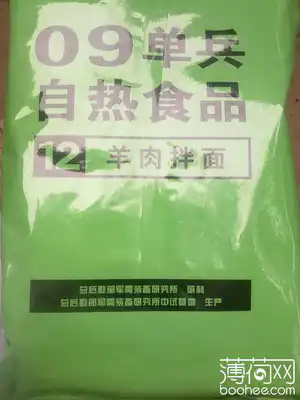 09单兵
自热食品
12 羊肉拌面
总后勤部军需装备研究所 研制
总后勤部军需装备研究所中试基地 生产
薄荷网
boohee.com